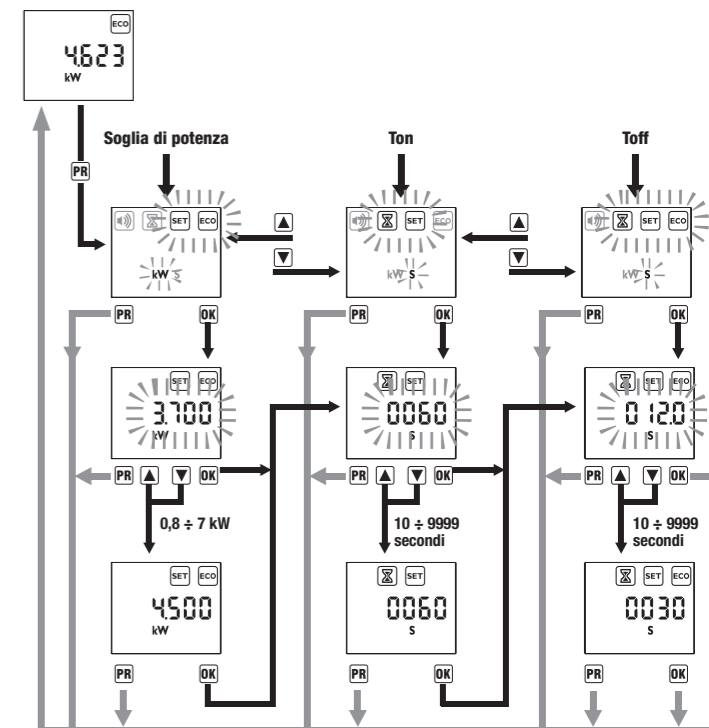 ECO
4.623
kW
PR
Soglia di potenza Ton Toff
SET ECO SET ECO SET ECO
▲ ▲
▼ ▼
kW S kW S kW S
PR OK PR OK PR OK
SET ECO SET SET ECO
3.700 0060 012.0
kW S S
PR ▲ ▼ OK PR ▲ ▼ OK PR ▲ ▼ OK
0,8 ÷ 7 kW 10 ÷ 9999 10 ÷ 9999
secondi secondi
SET ECO SET SET ECO
4.500 0060 0030
kW S S
PR OK PR OK PR OK